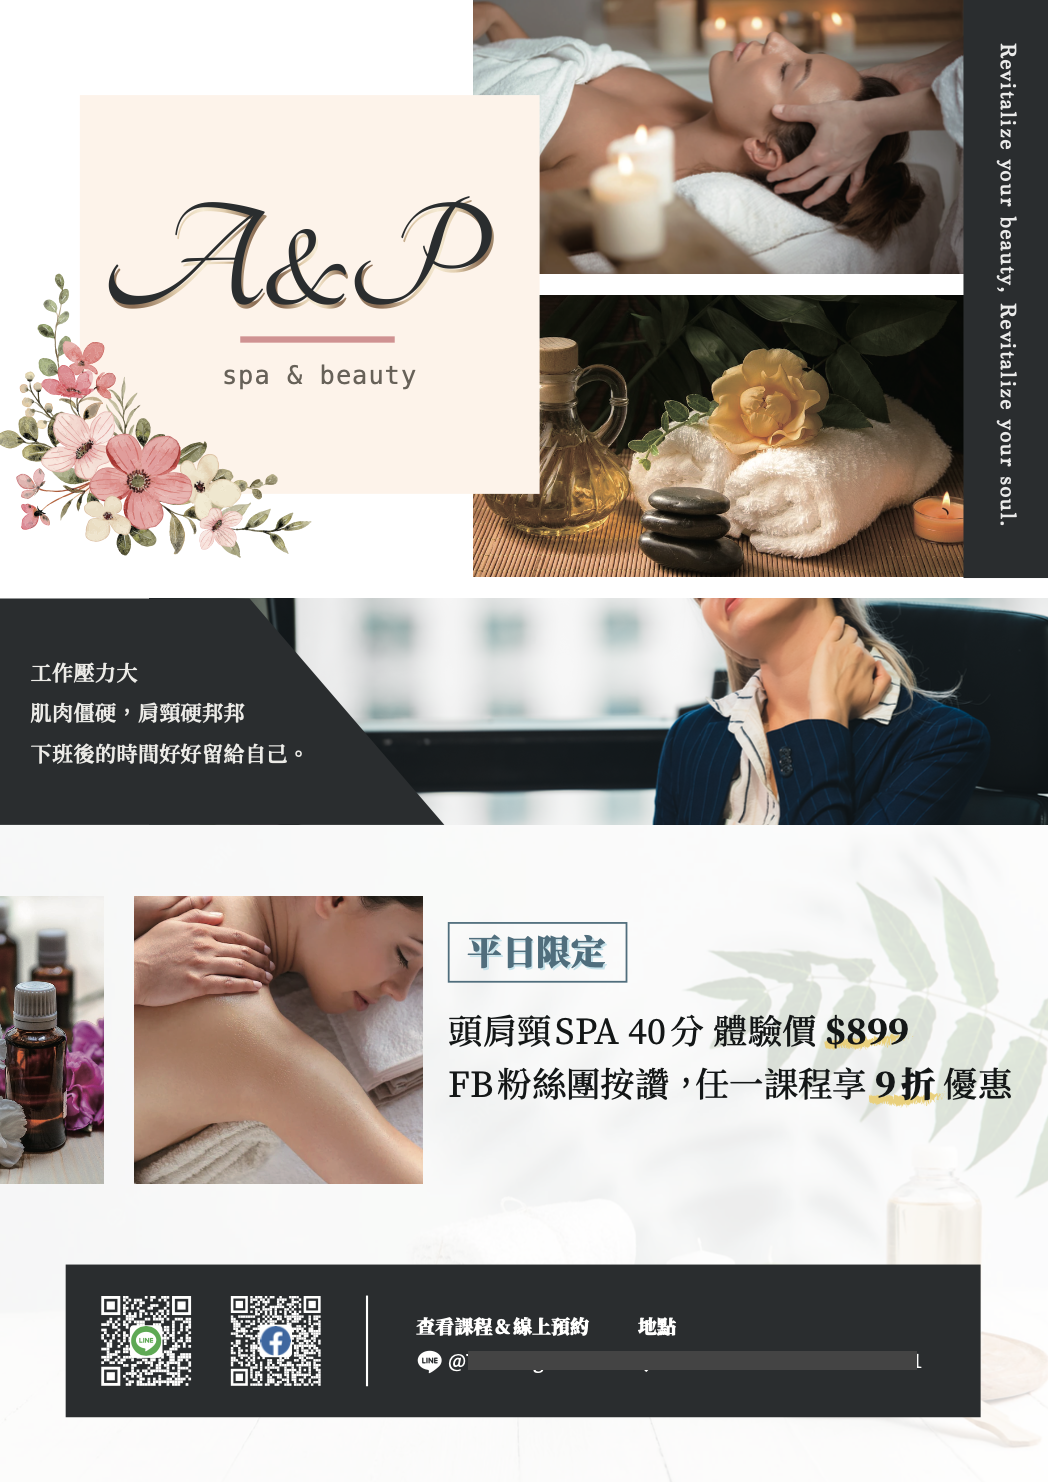 A&P
spa & beauty
Revitalize your beauty, Revitalize your soul.
工作壓力大
肌肉僵硬，肩頸硬邦邦
下班後的時間好好留給自己。
平日限定
頭肩頸SPA 40分 體驗價 $899
FB粉絲團按讚，任一課程享 9折 優惠
查看課程&線上預約 地點
LINE @
LINE